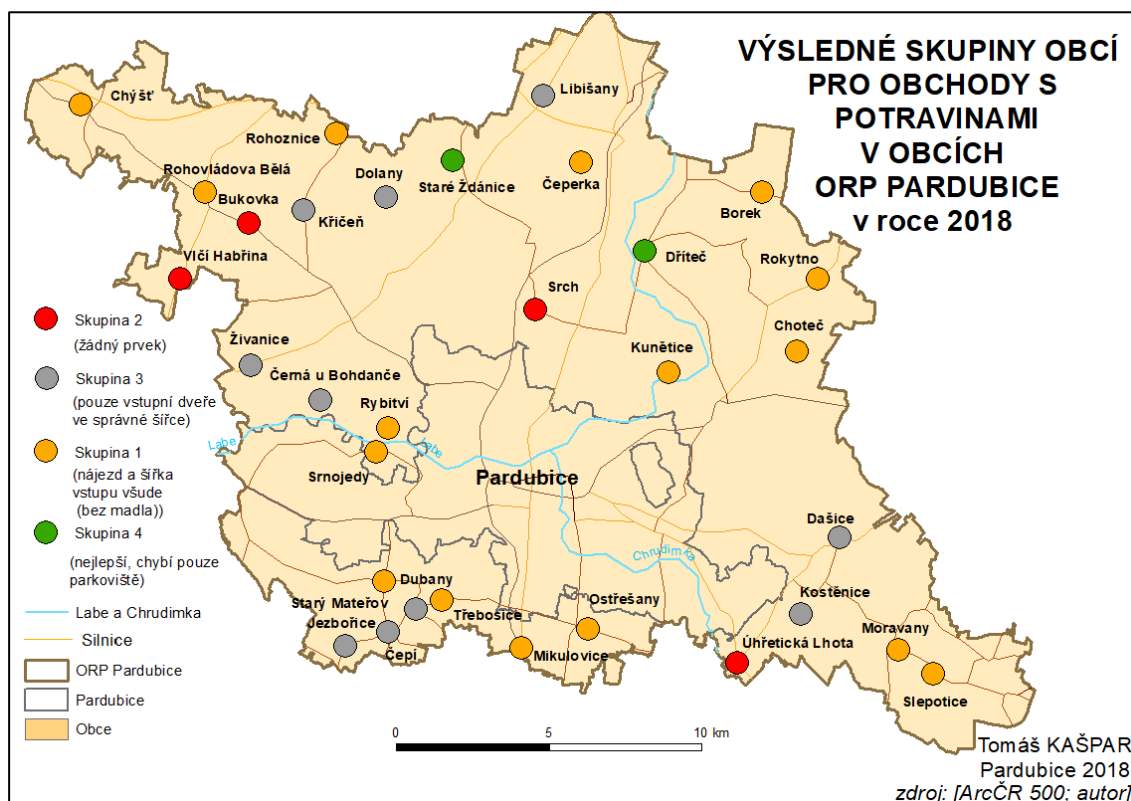 VÝSLEDNÉ SKUPINY OBCÍ
PRO OBCHODY S
POTRAVINAMI
V OBCÍCH
ORP PARDUBICE
v roce 2018
Libišany
Chýšť
Rohoznice
Rohovládova Bělá
Dolany
Staré Ždánice
Čeperka
Borek
Bukovka
Křičeň
Vlčí Habřina
Dříteč
Rokytno
Srch
Choteč
Živanice
Kunětice
Černá u Bohdanče
Rybitví
Labe
Labe
Srnojedy
Pardubice
Dašice
Chrudimka
Dubany
Ostřešany
Kostěnice
Starý Mateřov
Třebošice
Jezbořice
Moravany
Čepí
Mikulovice
Úhřetická Lhota
Slepotice
Skupina 2
(žádný prvek)
Skupina 3
(pouze vstupní dveře
ve správné šířce)
Skupina 1
(nájezd a šířka
vstupu všude
(bez madla))
Skupina 4
(nejlepší, chybí pouze
parkoviště)
Labe a Chrudimka
Silnice
ORP Pardubice
Pardubice
Obce
0 5 10 km
Tomáš KAŠPAR
Pardubice 2018
zdroj: [ArcČR 500; autor]